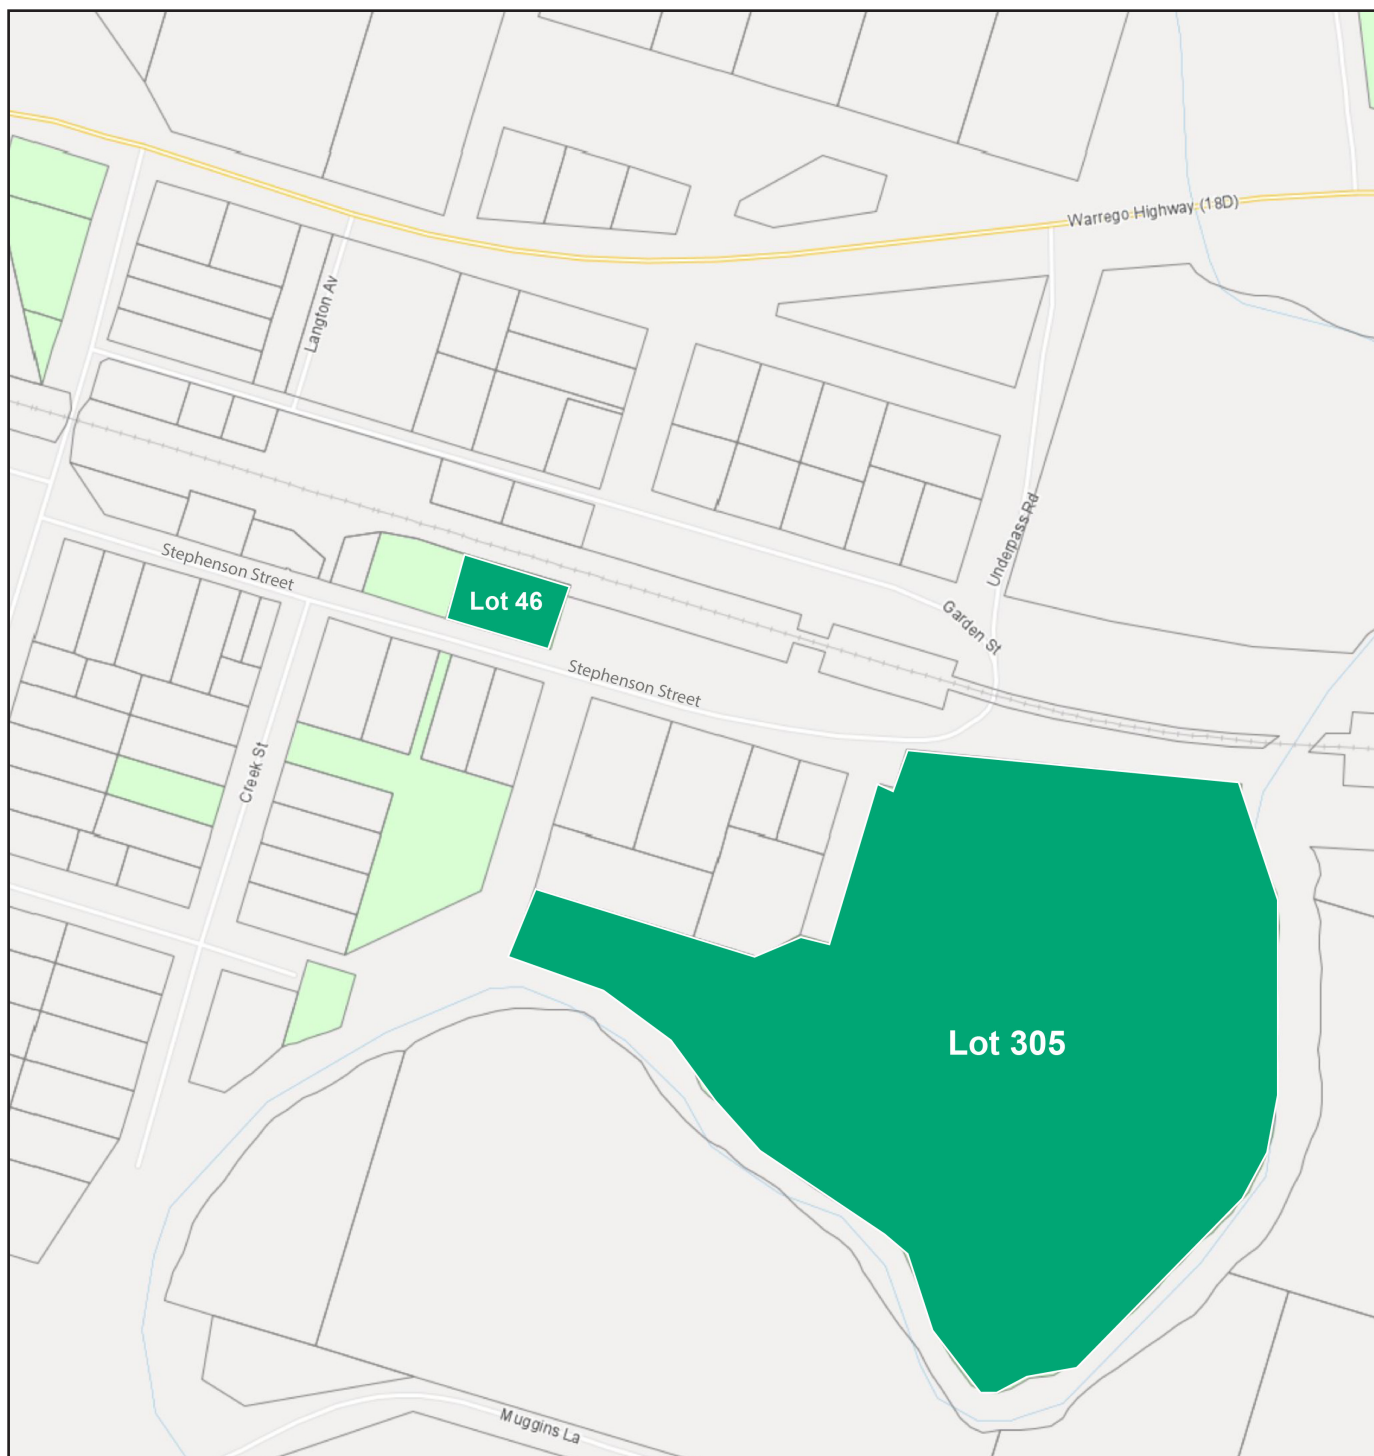 Warrego Highway (18D)
Langton Av
Underpass Rd
Stephenson Street
Lot 46
Garden St
Stephenson Street
Creek St
Lot 305
Muggins La